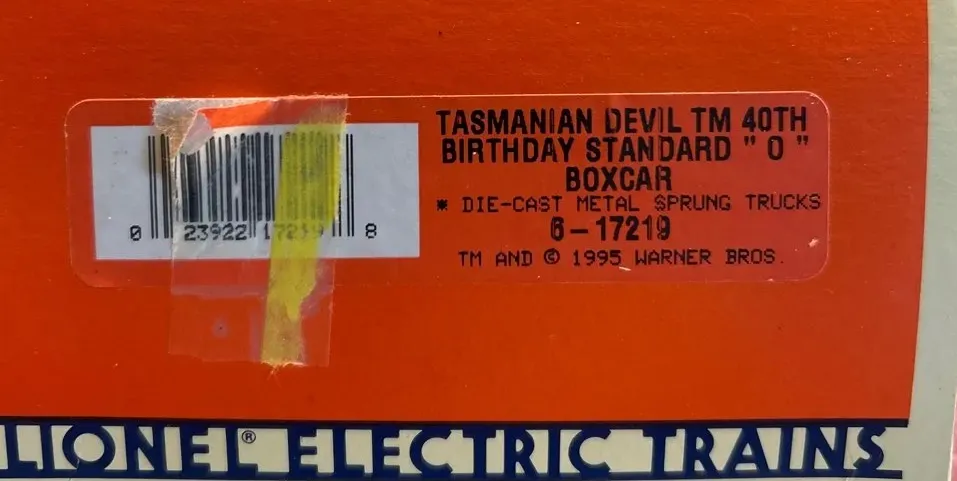 TASMANIAN DEVIL TM 40TH
BIRTHDAY STANDARD " O "
BOXCAR
* DIE-CAST METAL SPRUNG TRUCKS
6-17219
TM AND © 1995 WARNER BROS.
0 23922 17219 8
LIONEL® ELECTRIC TRAINS